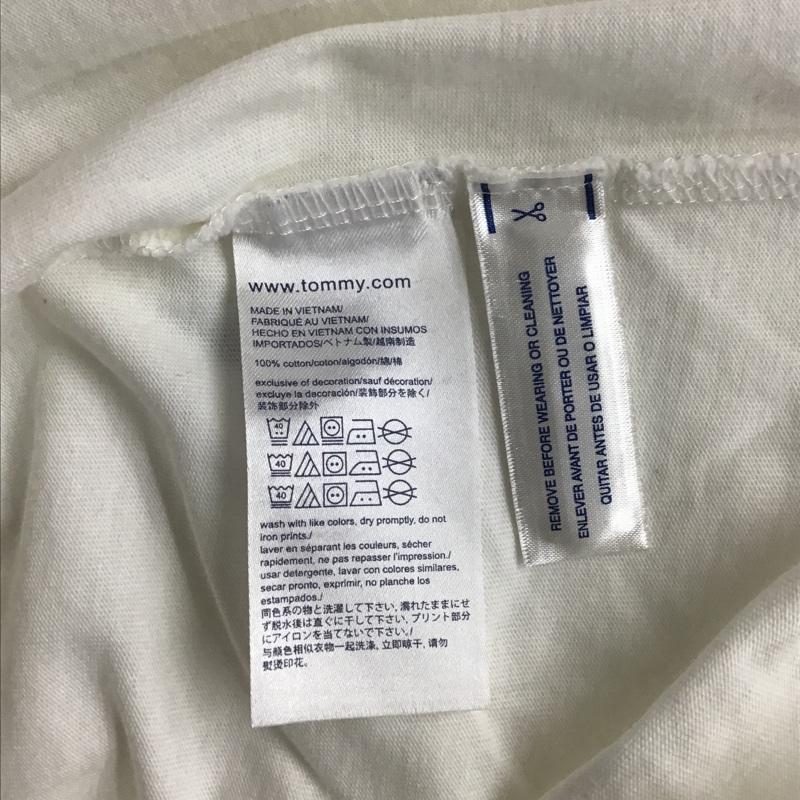 www.tommy.com
MADE IN VIETNAM/
FABRIQUÉ AU VIETNAM/
HECHO EN VIETNAM CON INSUMOS
IMPORTADOS/ベトナム製/越南制造
100% cotton/coton/algodón/綿/棉
exclusive of decoration/sauf décoration/
excluye la decoración/装飾部分を除く/
装饰部分除外
40
40
40
wash with like colors, dry promptly, do not
iron prints./
laver en séparant les couleurs, sécher
rapidement, ne pas repasser l'impression./
usar detergente, lavar con colores similares,
secar pronto, exprimir, no planche los
estampados./
同色系の物と洗濯して下さい, 濡れたままにせ
ず脱水後は直ぐに干して下さい, プリント部分
にアイロンを当てないで下さい./
与颜色相似衣物一起洗涤, 立即晾干, 请勿
熨烫印花.
REMOVE BEFORE WEARING OR CLEANING
ENLEVER AVANT DE PORTER OU DE NETTOYER
QUITAR ANTES DE USAR O LIMPIAR